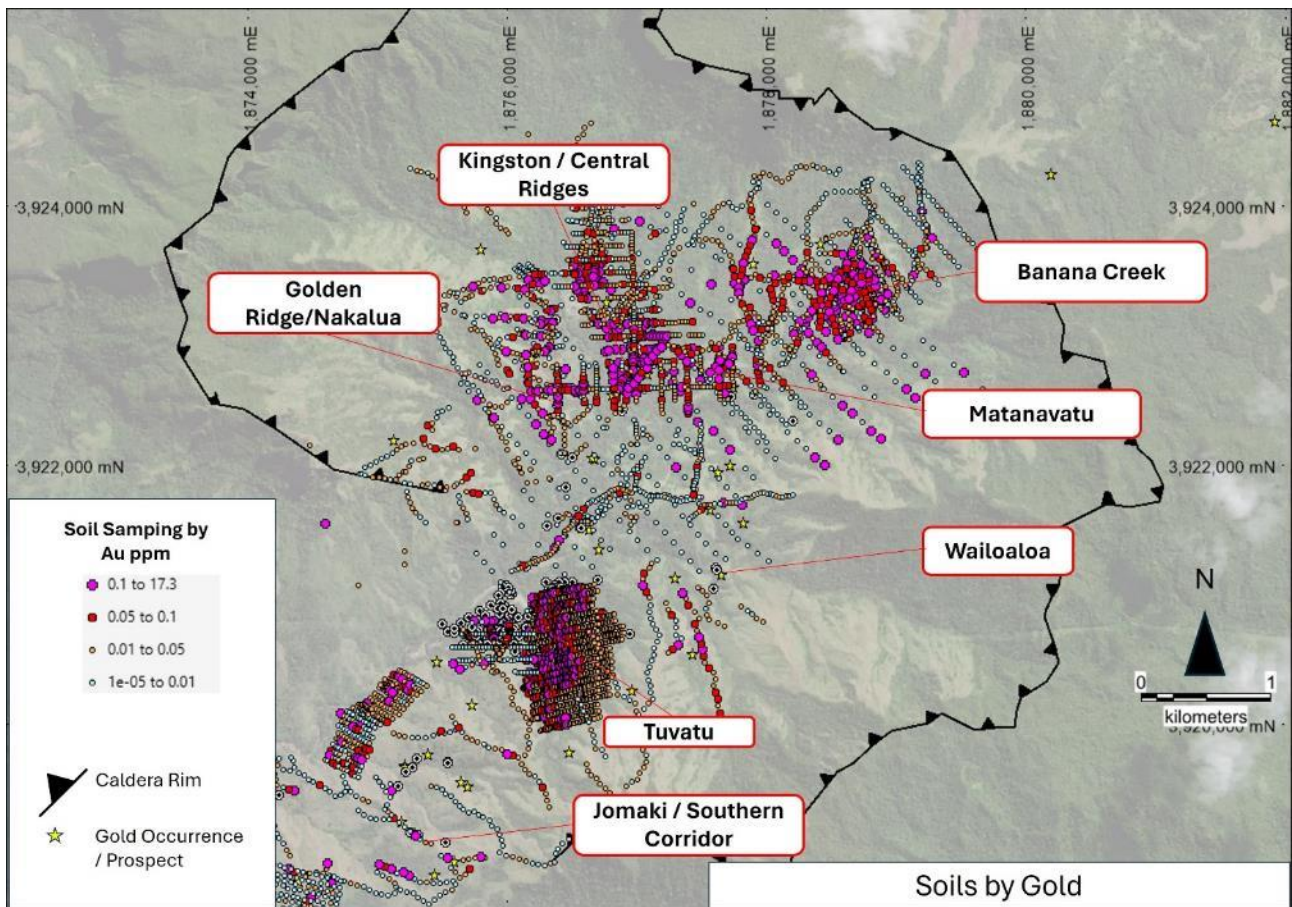 1,874,000 mE
1,876,000 mE
1,878,000 mE
1,880,000 mE
1,882,000 mE
Kingston / Central
Ridges
3,924,000 mN
3,924,000 mN
Banana Creek
Golden
Ridge/Nakalua
Matanavatu
3,922,000 mN
3,922,000 mN
Wailoaloa
Soil Samping by
Au ppm
0.1 to 17.3
0.05 to 0.1
0.01 to 0.05
1e-05 to 0.01
N
0
1
kilometers
3,920,000 mN
Tuvatu
Caldera Rim
Jomaki / Southern
Corridor
Gold Occurrence
/ Prospect
Soils by Gold